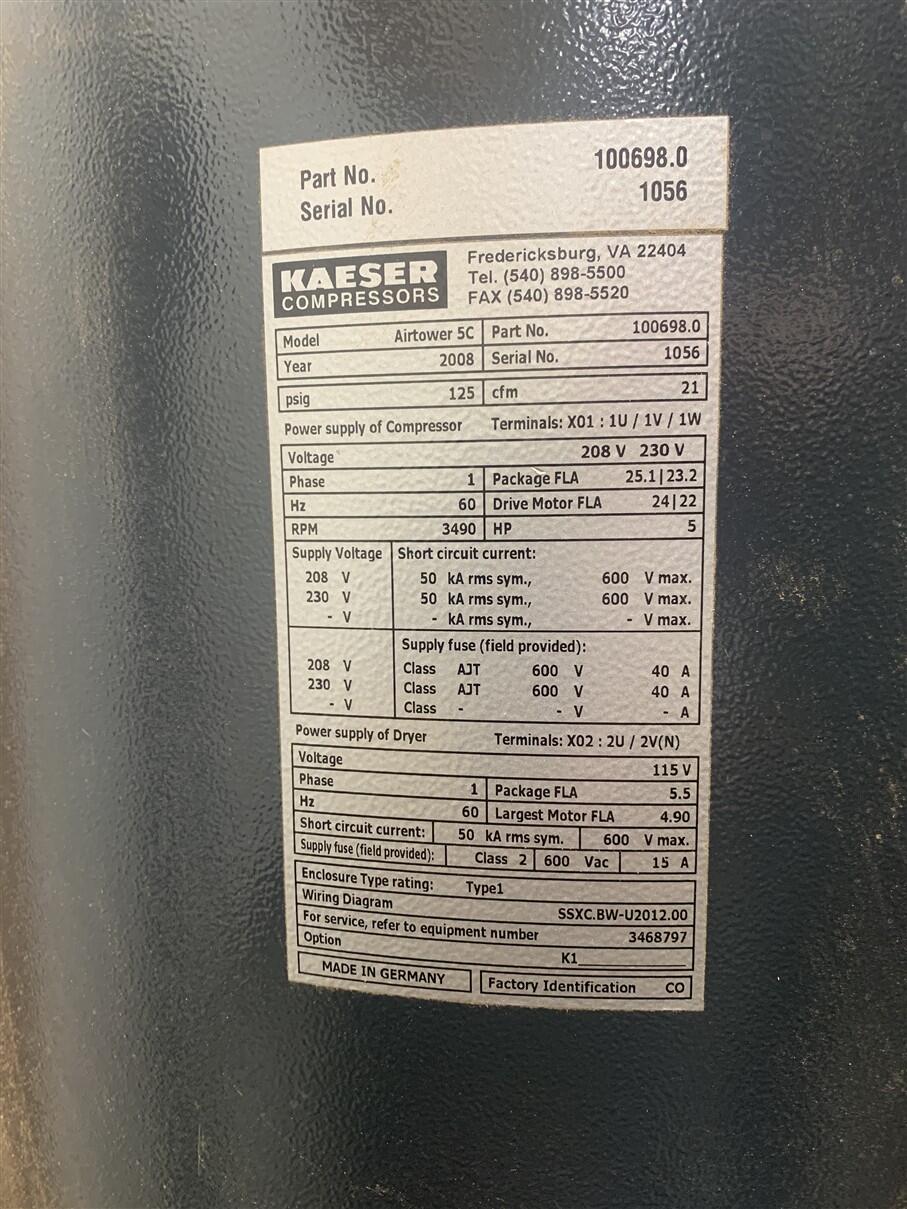 Part No. 100698.0
Serial No. 1056
KAESER
COMPRESSORS
Fredericksburg, VA 22404
Tel. (540) 898-5500
FAX (540) 898-5520
Model Airtower 5C Part No. 100698.0
Year 2008 Serial No. 1056
psig 125 cfm 21
Power supply of Compressor Terminals: X01 : 1U / 1V / 1W
Voltage 208 V 230 V
Phase 1 Package FLA 25.1|23.2
Hz 60 Drive Motor FLA 24|22
RPM 3490 HP 5
Supply Voltage Short circuit current:
208 V 50 kA rms sym., 600 V max.
230 V 50 kA rms sym., 600 V max.
- V - kA rms sym., - V max.
Supply fuse (field provided):
208 V Class AJT 600 V 40 A
230 V Class AJT 600 V 40 A
- V Class - - V - A
Power supply of Dryer Terminals: X02 : 2U / 2V(N)
Voltage 115 V
Phase 1 Package FLA 5.5
Hz 60 Largest Motor FLA 4.90
Short circuit current: 50 kA rms sym. 600 V max.
Supply fuse (field provided): Class 2 600 Vac 15 A
Enclosure Type rating: Type1
Wiring Diagram SSXC.BW-U2012.00
For service, refer to equipment number 3468797
Option K1
MADE IN GERMANY Factory Identification CO